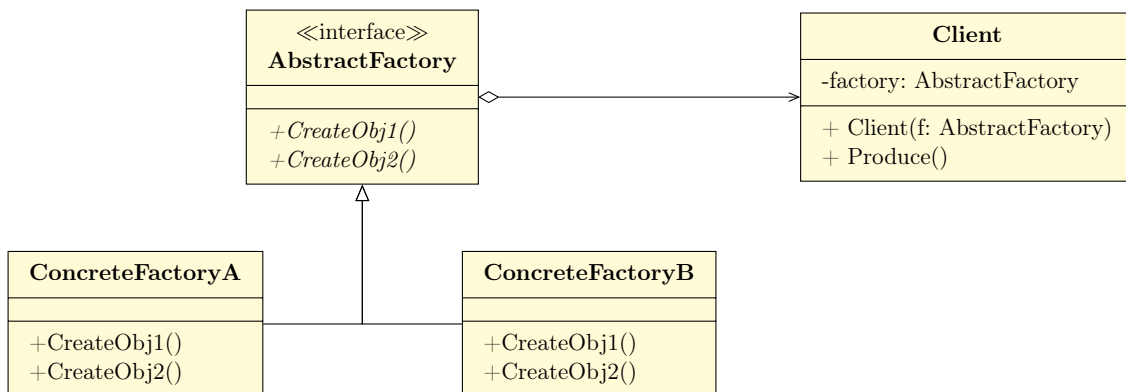 ≪interface≫
AbstractFactory
+CreateObj1()
+CreateObj2()
Client
-factory: AbstractFactory
+ Client(f: AbstractFactory)
+ Produce()
ConcreteFactoryA
+CreateObj1()
+CreateObj2()
ConcreteFactoryB
+CreateObj1()
+CreateObj2()